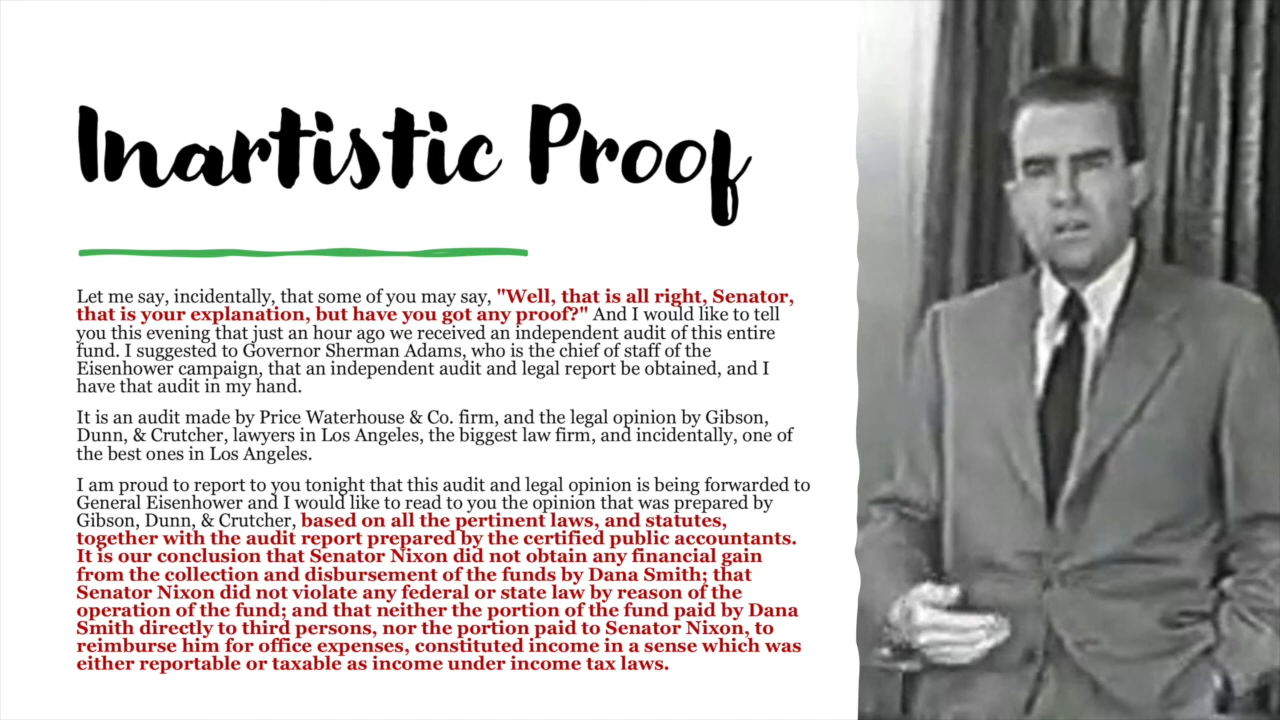 Inartistic Proof
Let me say, incidentally, that some of you may say, "Well, that is all right, Senator,
that is your explanation, but have you got any proof?" And I would like to tell
you this evening that just an hour ago we received an independent audit of this entire
fund. I suggested to Governor Sherman Adams, who is the chief of staff of the
Eisenhower campaign, that an independent audit and legal report be obtained, and I
have that audit in my hand.
It is an audit made by Price Waterhouse & Co. firm, and the legal opinion by Gibson,
Dunn, & Crutcher, lawyers in Los Angeles, the biggest law firm, and incidentally, one of
the best ones in Los Angeles.
I am proud to report to you tonight that this audit and legal opinion is being forwarded to
General Eisenhower and I would like to read to you the opinion that was prepared by
Gibson, Dunn, & Crutcher, based on all the pertinent laws, and statutes,
together with the audit report prepared by the certified public accountants.
It is our conclusion that Senator Nixon did not obtain any financial gain
from the collection and disbursement of the funds by Dana Smith; that
Senator Nixon did not violate any federal or state law by reason of the
operation of the fund; and that neither the portion of the fund paid by Dana
Smith directly to third persons, nor the portion paid to Senator Nixon, to
reimburse him for office expenses, constituted income in a sense which was
either reportable or taxable as income under income tax laws.